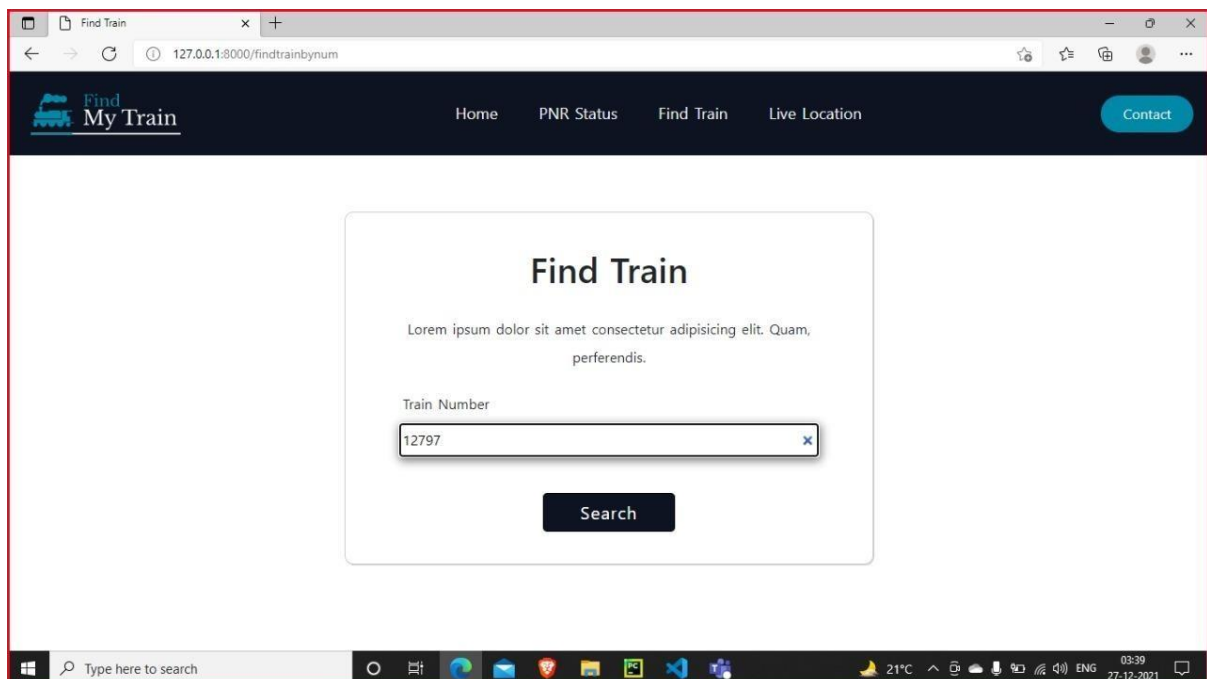 Find Train
127.0.0.1:8000/findtrainbynum
Find
My Train
Home PNR Status Find Train Live Location Contact
Find Train
Lorem ipsum dolor sit amet consectetur adipisicing elit. Quam,
perferendis.
Train Number
12797
Search
Type here to search
PC
21°C ENG 03:39
27-12-2021